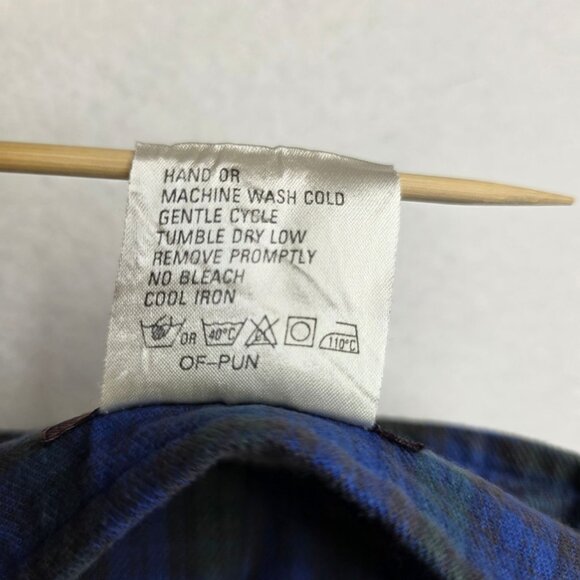 HAND OR
MACHINE WASH COLD
GENTLE CYCLE
TUMBLE DRY LOW
REMOVE PROMPTLY
NO BLEACH
COOL IRON
OR 40°C CL 110°C
OF-PUN